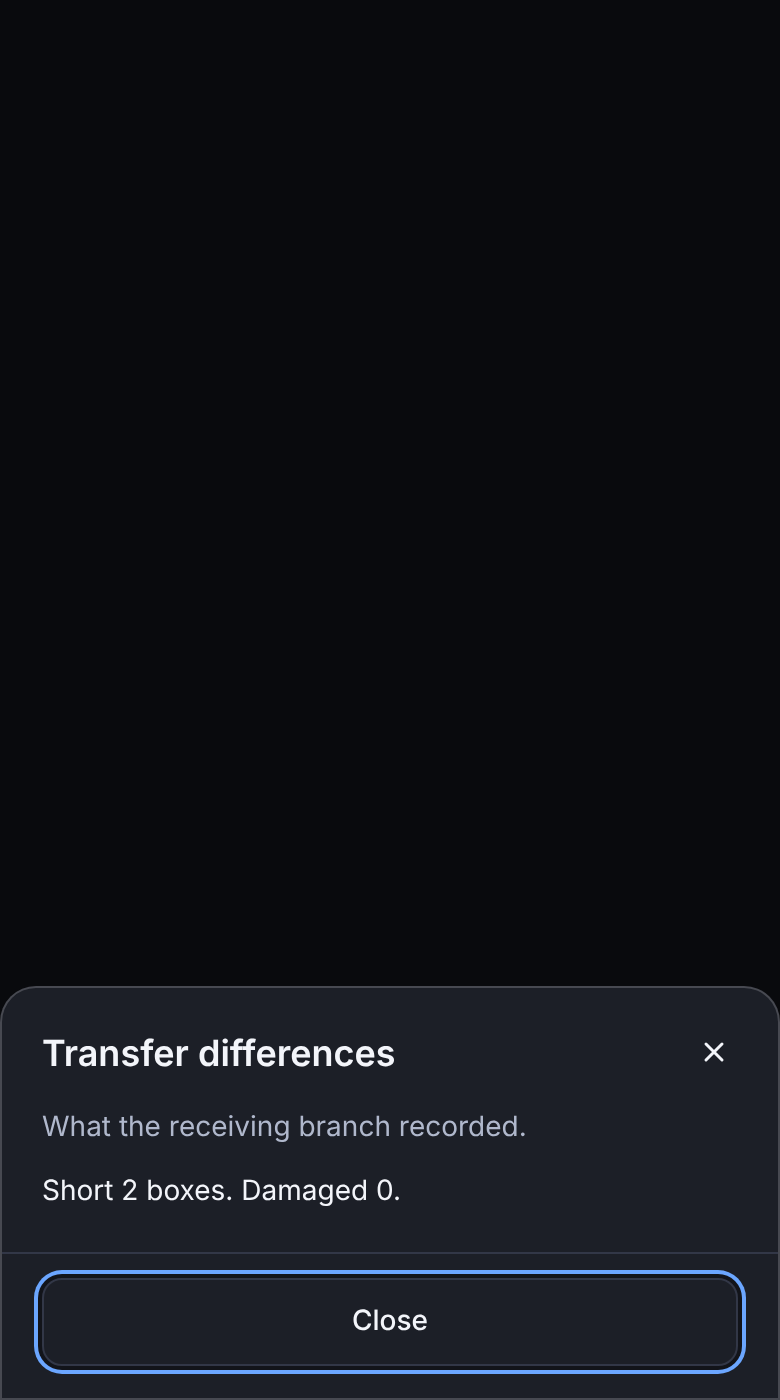 Transfer differences
What the receiving branch recorded.
Short 2 boxes. Damaged 0.
Close